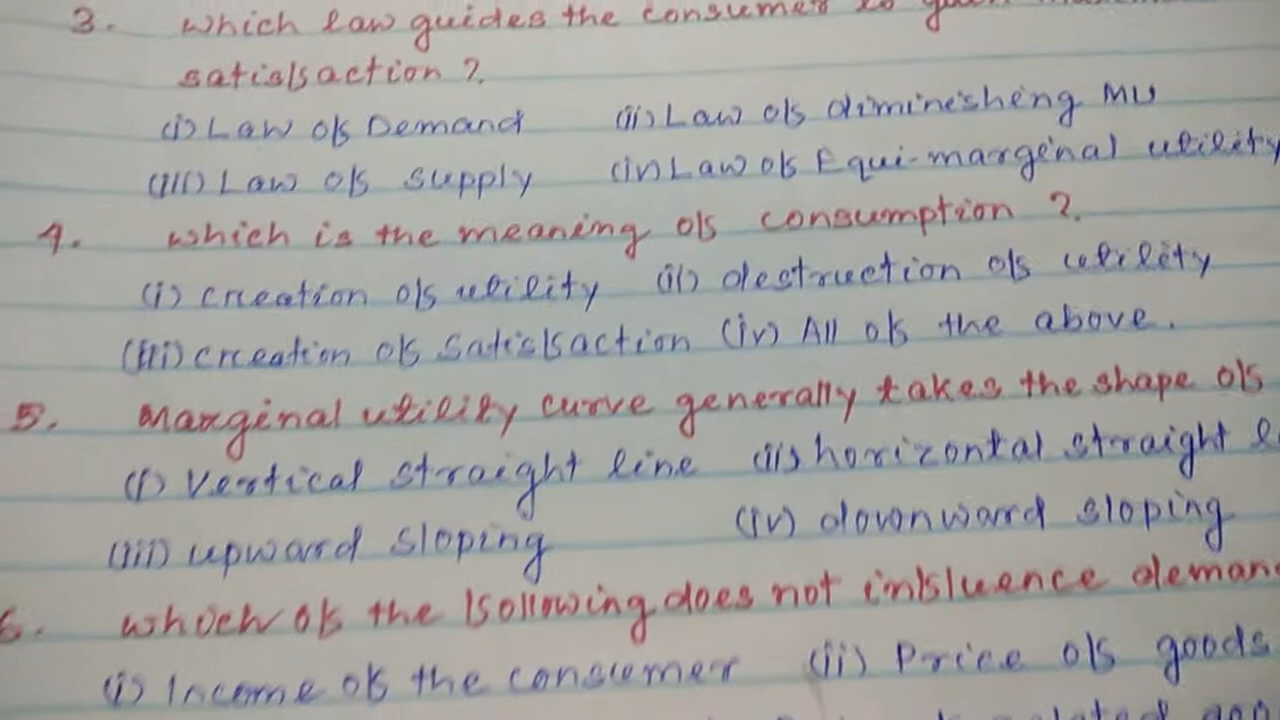 3. which law guides the consumer to gain
satisfaction ?
(i) Law of Demand (ii) Law of diminishing MU
(iii) Law of supply (iv) Law of Equi-marginal utility
4. which is the meaning of consumption ?
(i) creation of utility (ii) destruction of utility
(iii) creation of satisfaction (iv) All of the above.
5. Marginal utility curve generally takes the shape of
(i) Vertical straight line (ii) horizontal straight
(iii) upward sloping (iv) downward sloping
6. which of the following does not influence deman
(i) Income of the consumer (ii) Price of goods